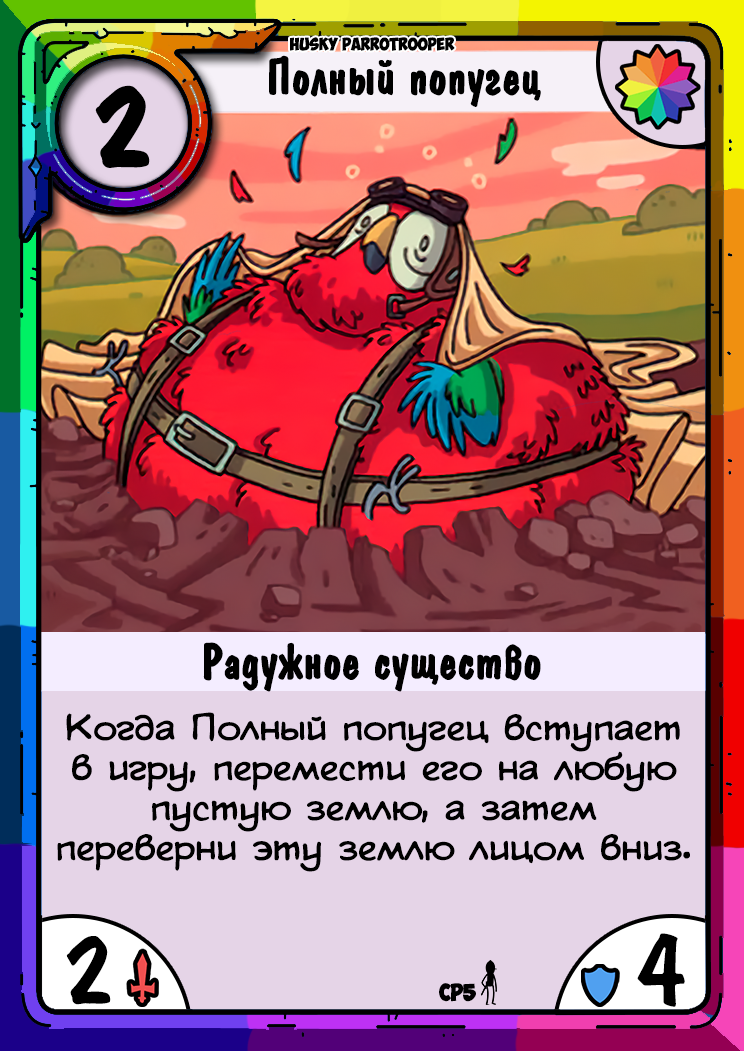 HUSKY PARROTROOPER
2
Полный попугец
Радужное существо
Когда Полный попугец вступает
в игру, перемести его на любую
пустую землю, а затем
переверни эту землю лицом вниз.
2
CP5
4